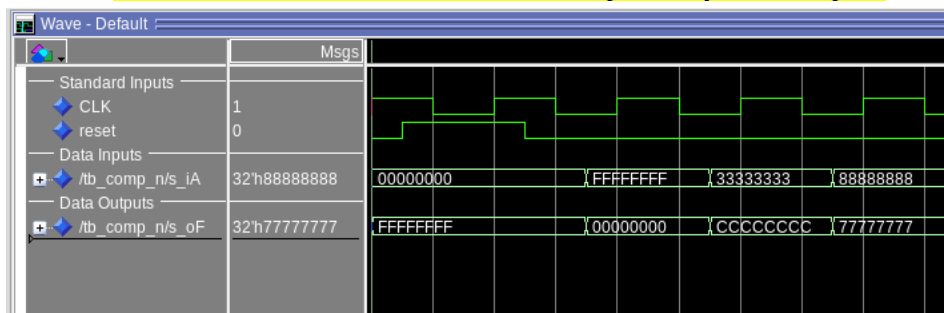 Wave - Default
Msgs
Standard Inputs
CLK 1
reset 0
Data Inputs
/tb_comp_n/s_iA 32'h88888888 00000000 FFFFFFFF 33333333 88888888
Data Outputs
/tb_comp_n/s_oF 32'h77777777 FFFFFFFF 00000000 CCCCCCCC 77777777